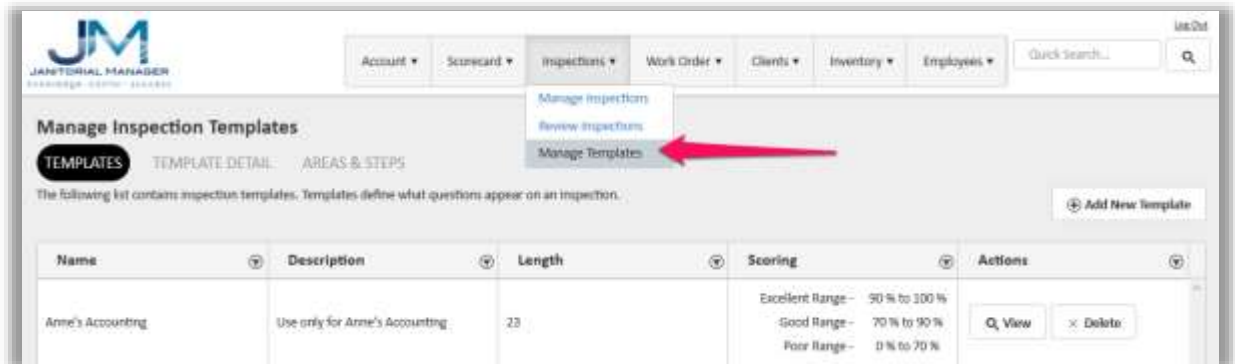 Log Out
JM
JANITORIAL MANAGER
Account ▾ Scorecard ▾ Inspections ▾ Work Order ▾ Clients ▾ Inventory ▾ Employees ▾ Quick Search...
Manage Inspections
Review Inspections
Manage Templates
Manage Inspection Templates
TEMPLATES TEMPLATE DETAIL AREAS & STEPS
The following list contains inspection templates. Templates define what questions appear on an inspection.
Add New Template
Name Description Length Scoring Actions
Anne's Accounting Use only for Anne's Accounting 23
Excellent Range - 90 % to 100 %
Good Range - 70 % to 90 %
Poor Range - 0 % to 70 %
View × Delete